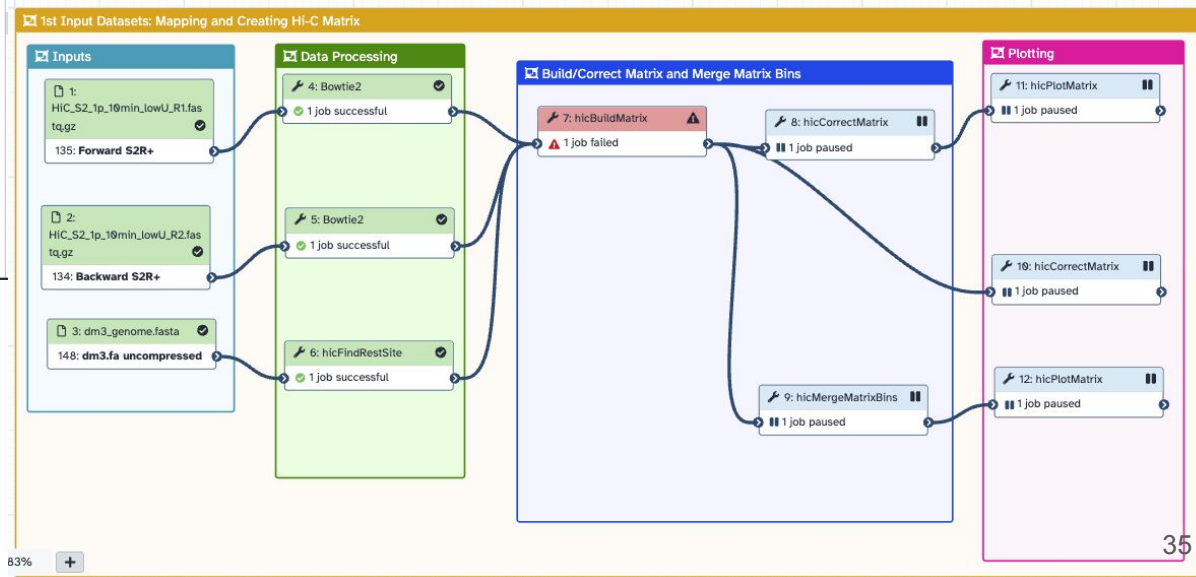 1st Input Datasets: Mapping and Creating Hi-C Matrix
Inputs
1:
HiC_S2_1p_10min_lowU_R1.fas
tq.gz
135: Forward S2R+
2:
HiC_S2_1p_10min_lowU_R2.fas
tq.gz
134: Backward S2R+
3: dm3_genome.fasta
148: dm3.fa uncompressed
Data Processing
4: Bowtie2
1 job successful
5: Bowtie2
1 job successful
6: hicFindRestSite
1 job successful
Build/Correct Matrix and Merge Matrix Bins
7: hicBuildMatrix
1 job failed
8: hicCorrectMatrix
1 job paused
9: hicMergeMatrixBins
1 job paused
Plotting
11: hicPlotMatrix
1 job paused
10: hicCorrectMatrix
1 job paused
12: hicPlotMatrix
1 job paused
35
83%
+